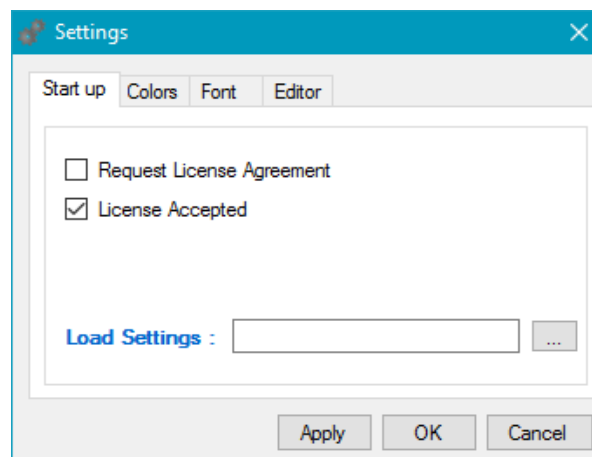 Settings
Start up Colors Font Editor
Request License Agreement
License Accepted
Load Settings : ...
Apply OK Cancel